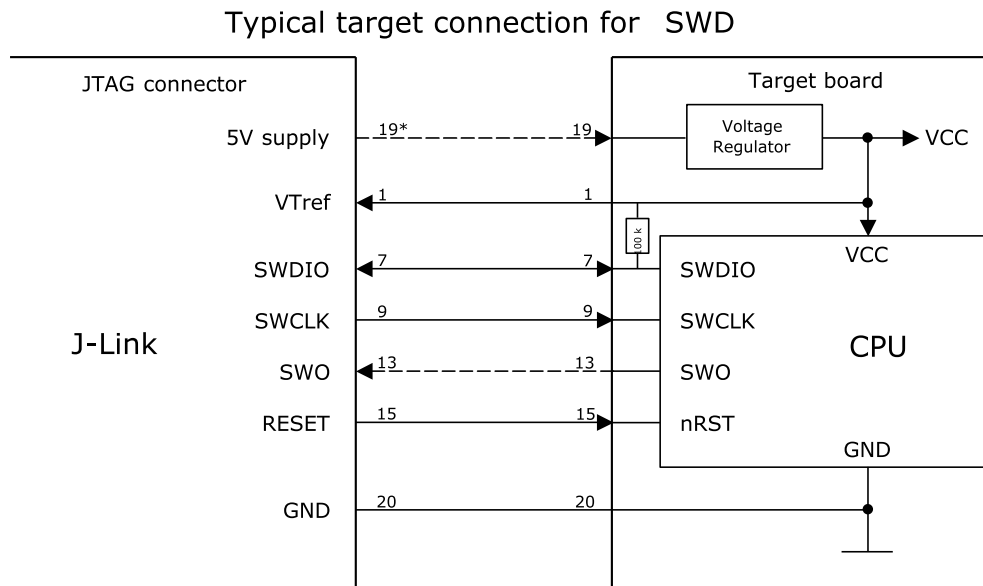 Typical target connection for SWD
JTAG connector
Target board
5V supply 19* 19
Voltage
Regulator
VCC
VTref 1 1
100 k
VCC
SWDIO 7 7 SWDIO
SWCLK 9 9 SWCLK
J-Link
CPU
SWO 13 13 SWO
RESET 15 15 nRST
GND
GND 20 20